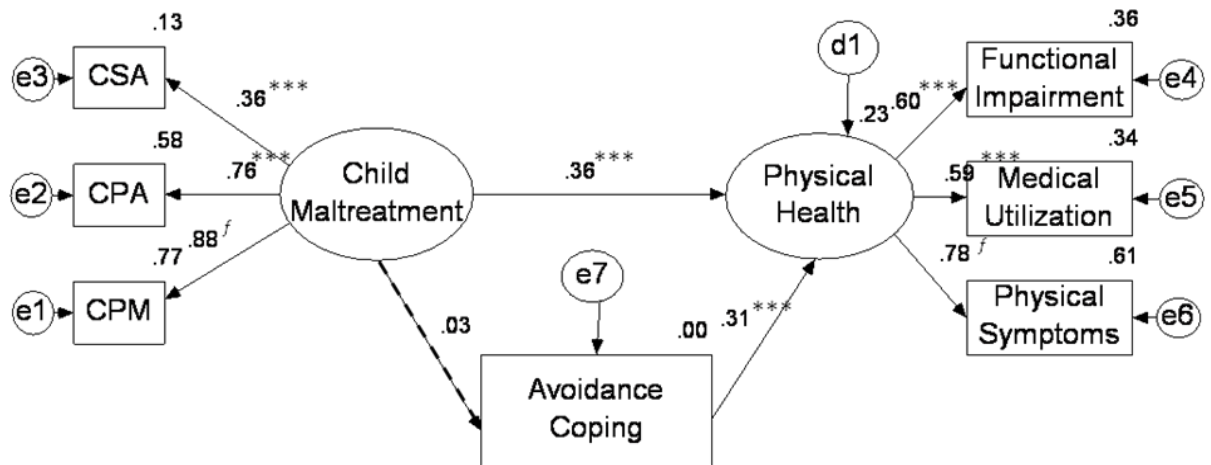 .13
e3 CSA
.36***
.58
e2 CPA
.76***
.77 .88 f
e1 CPM
Child
Maltreatment
.36***
.03
e7
Avoidance
Coping
.00 .31***
d1
.23 .60***
Physical
Health
.36
Functional
Impairment e4
.34
.59***
Medical
Utilization e5
.78 f .61
Physical
Symptoms e6